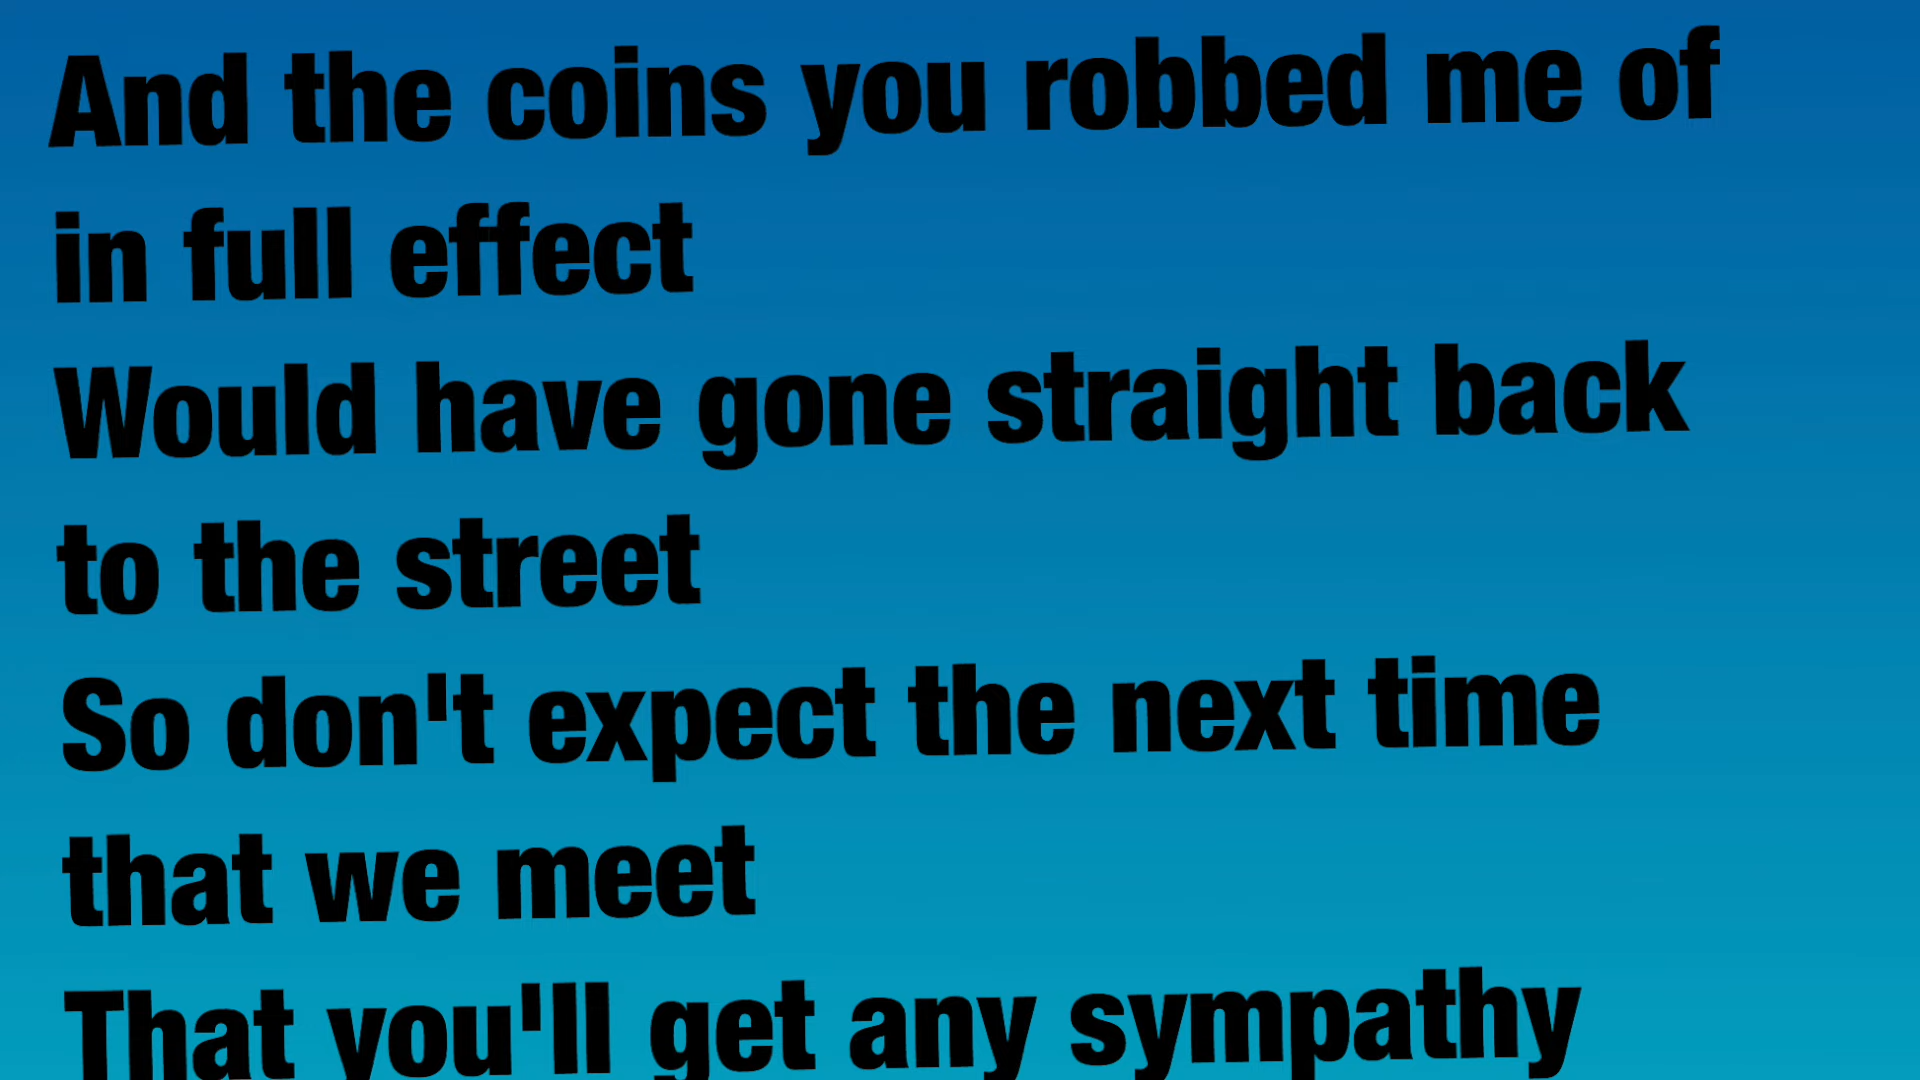 And the coins you robbed me of
in full effect
Would have gone straight back
to the street
So don't expect the next time
that we meet
That you'll get any sympathy